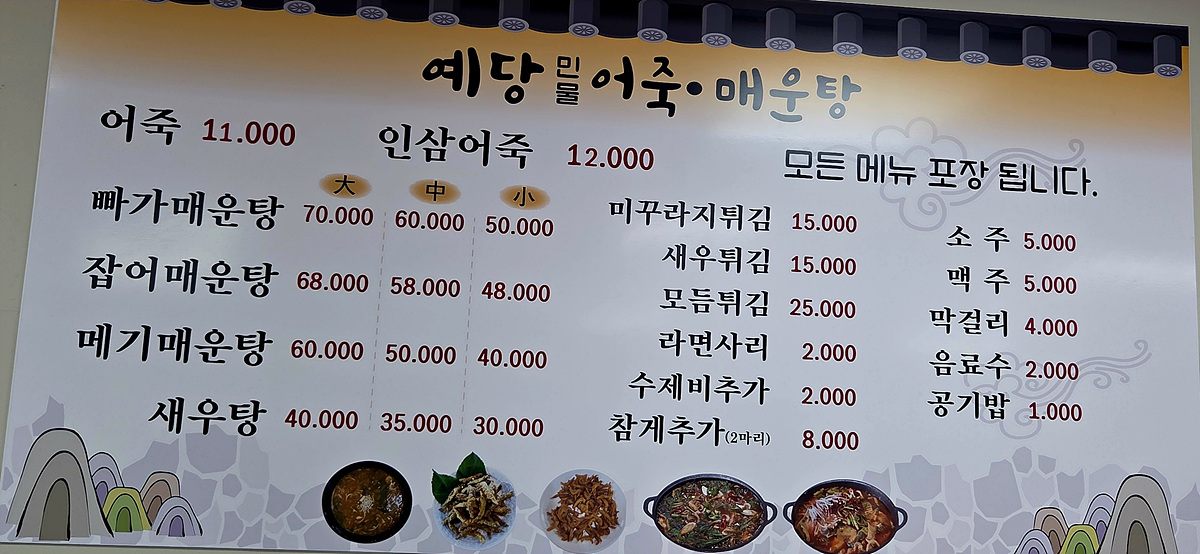 예당 민물 어죽·매운탕
어죽 11.000 인삼어죽 12.000
모든 메뉴 포장 됩니다.
大 中 小
빠가매운탕 70.000 60.000 50.000
잡어매운탕 68.000 58.000 48.000
메기매운탕 60.000 50.000 40.000
새우탕 40.000 35.000 30.000
미꾸라지튀김 15.000
새우튀김 15.000
모듬튀김 25.000
라면사리 2.000
수제비추가 2.000
참게추가(2마리) 8.000
소 주 5.000
맥 주 5.000
막걸리 4.000
음료수 2.000
공기밥 1.000